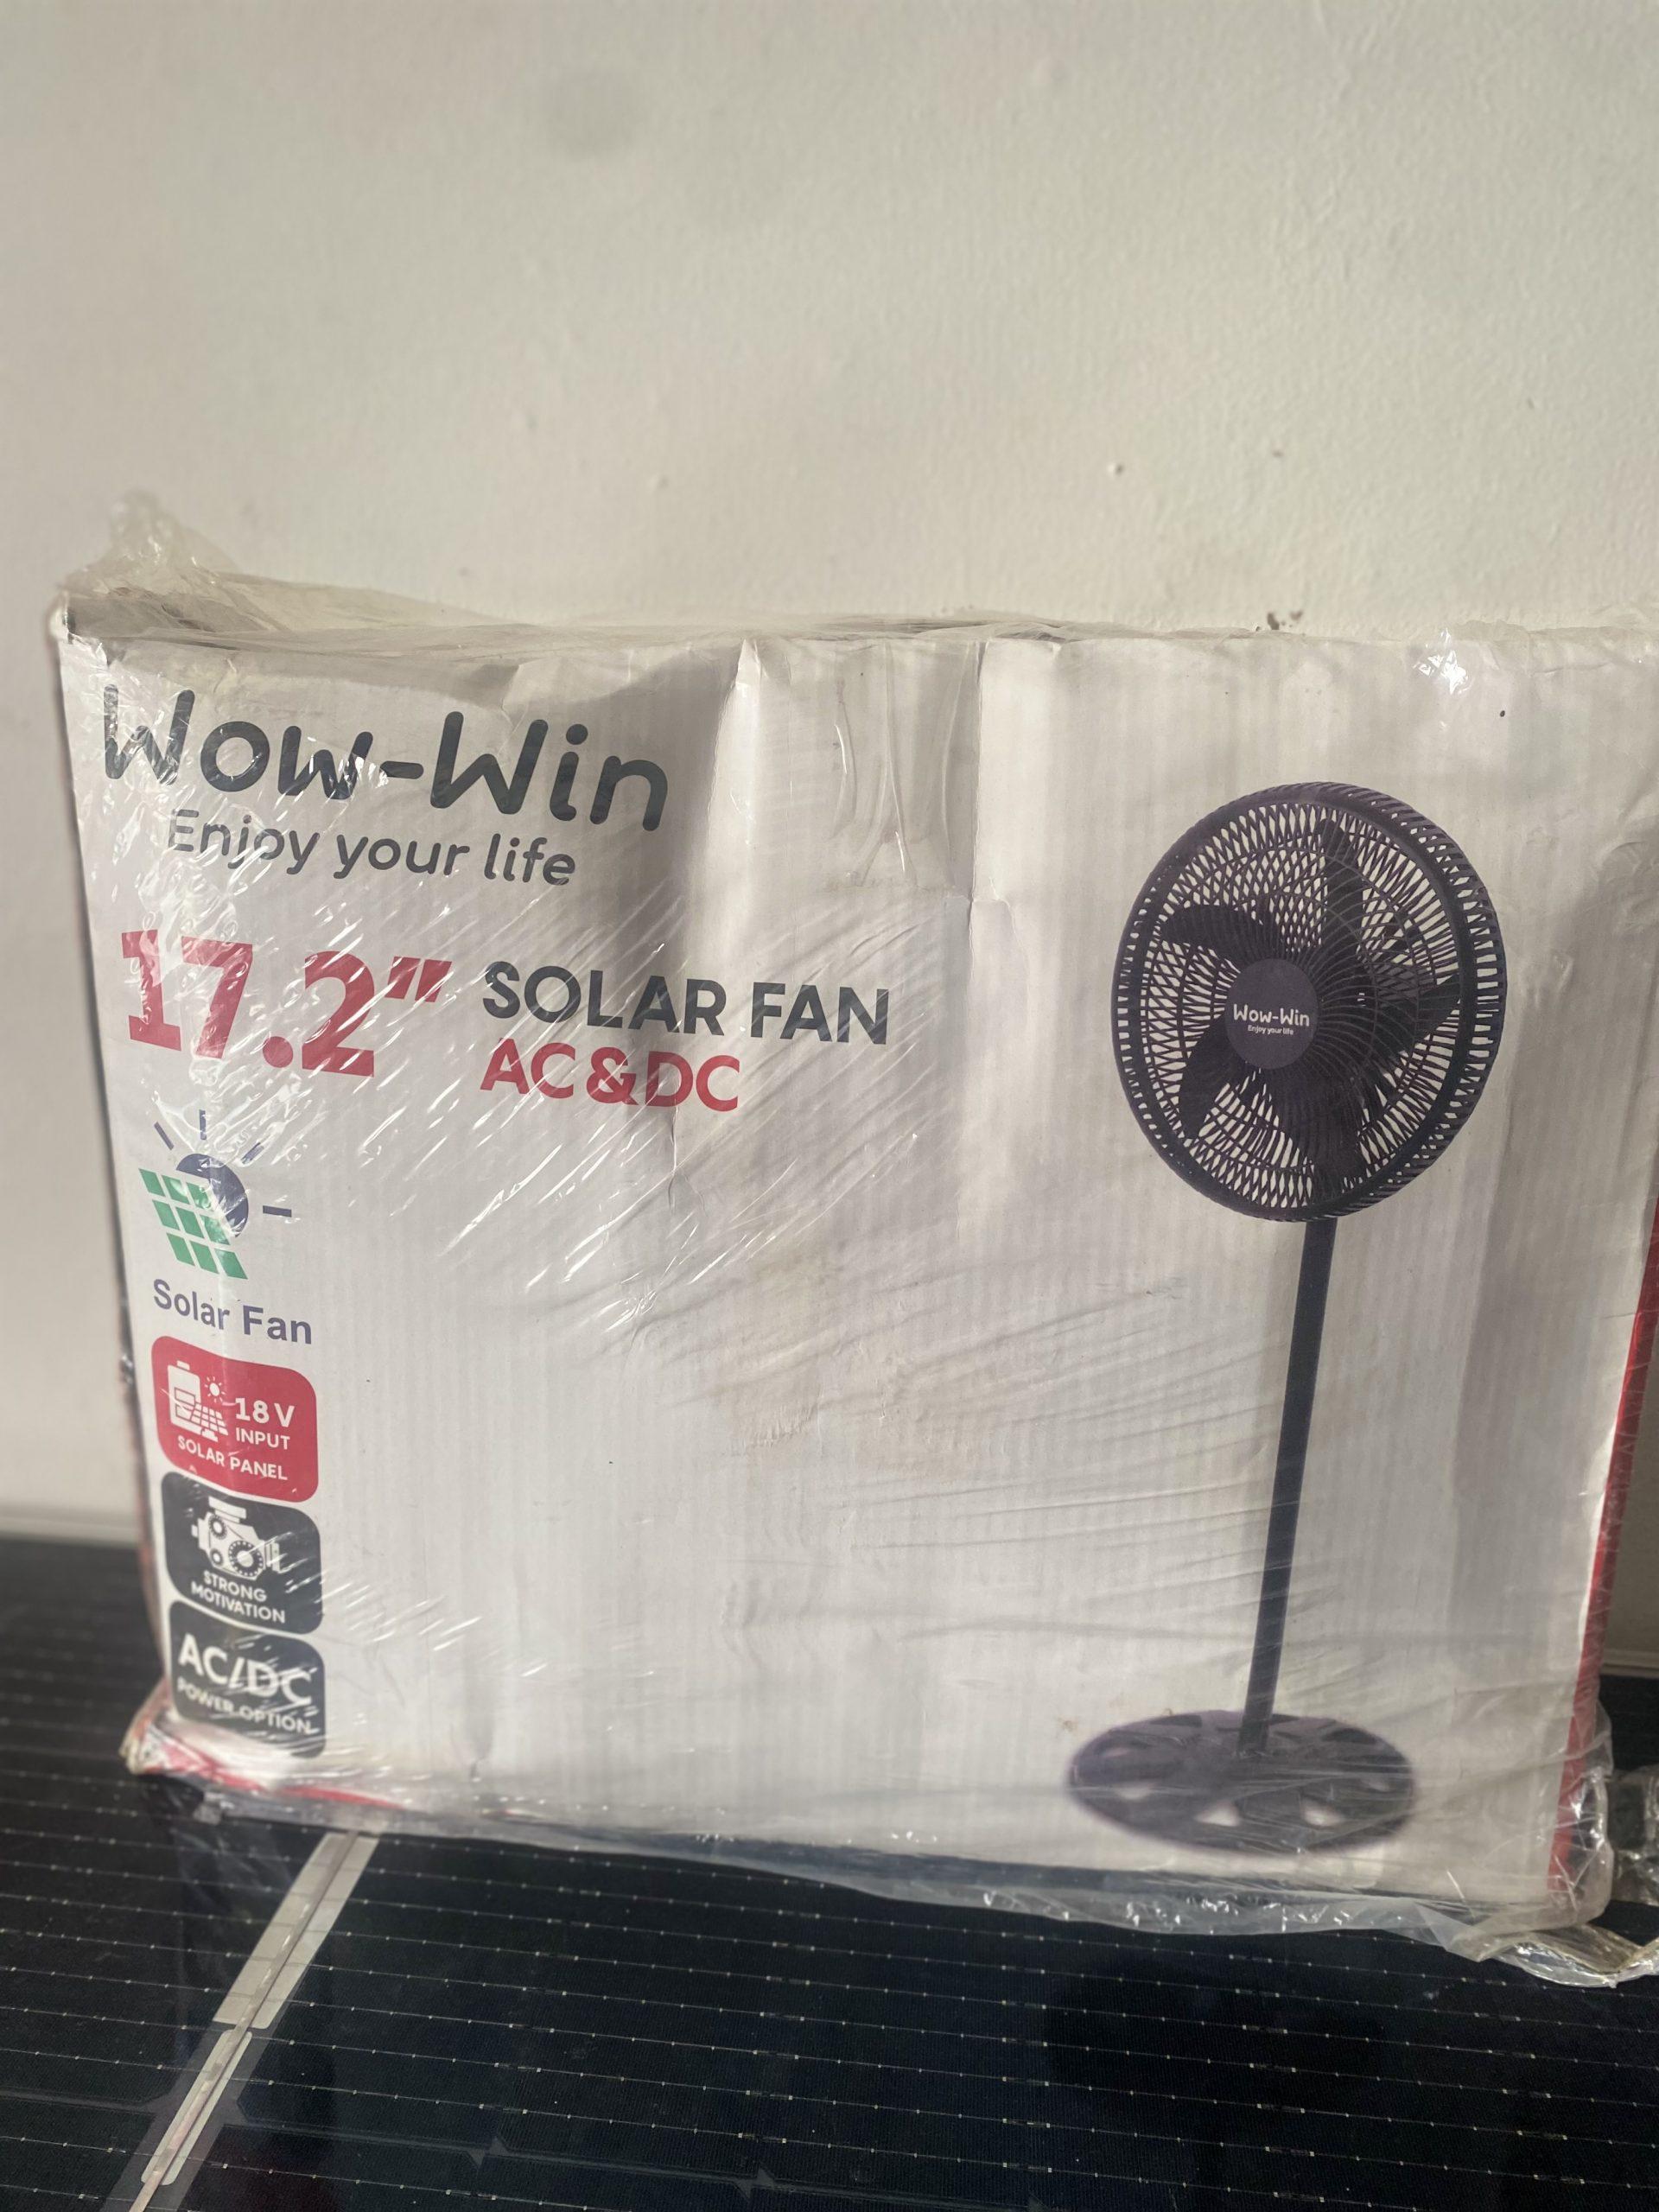 Wow-Win
Enjoy your life
17.2" SOLAR FAN
AC&DC
Wow-Win
Enjoy your life
Solar Fan
18V
INPUT
SOLAR PANEL
STRONG
MOTIVATION
AC/DC
POWER OPTION